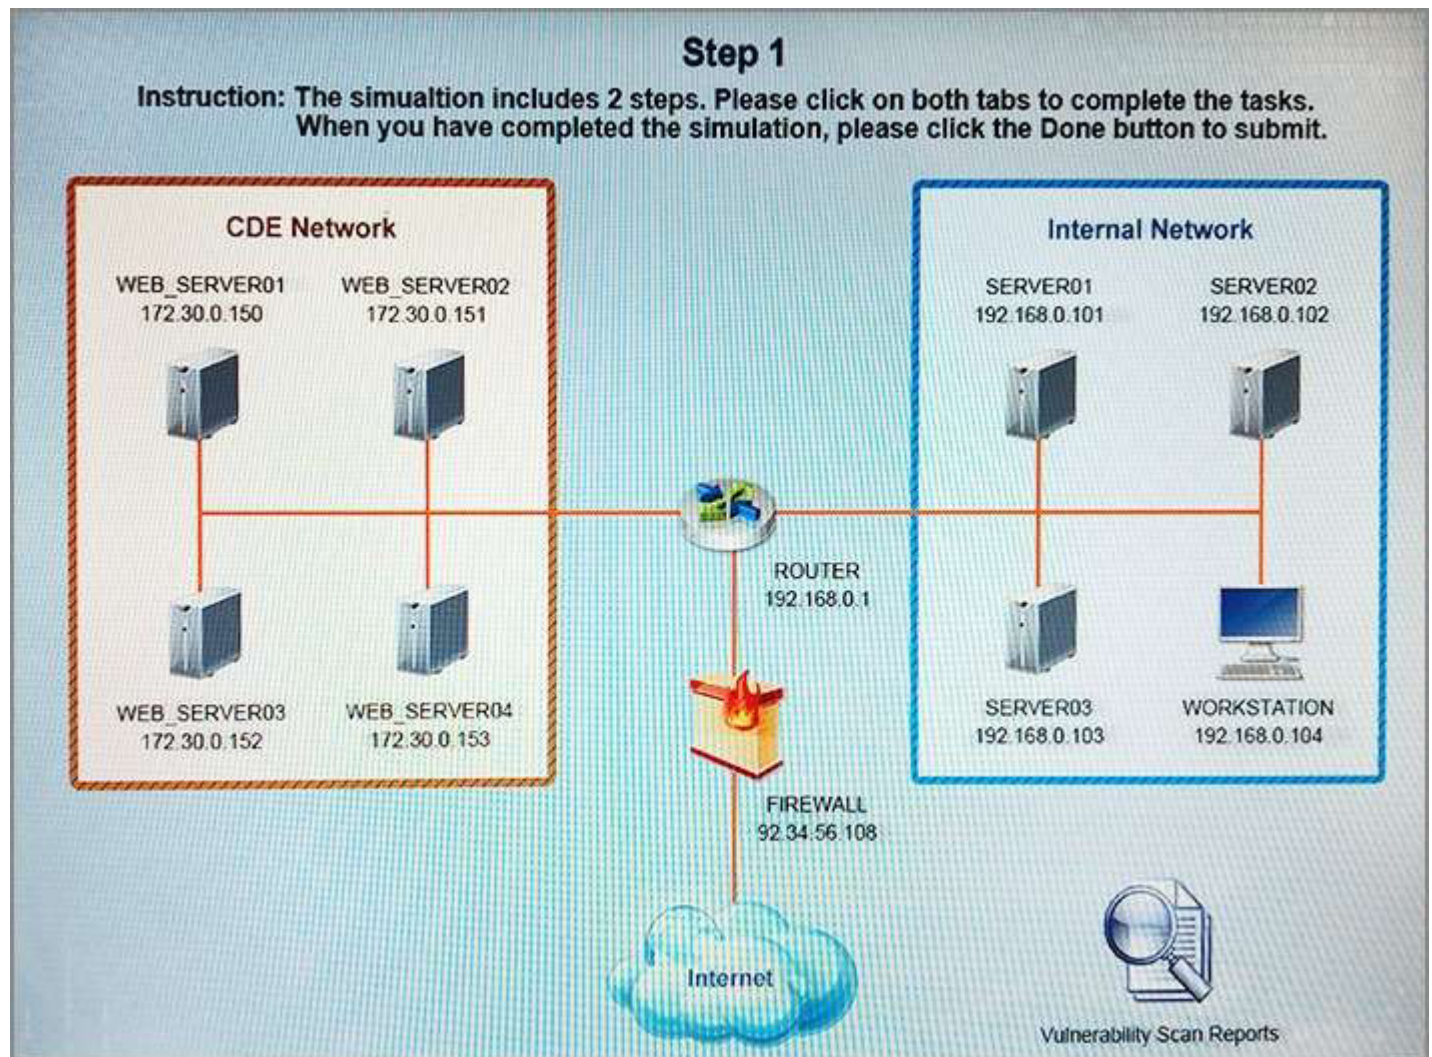 Step 1
Instruction: The simualtion includes 2 steps. Please click on both tabs to complete the tasks.
When you have completed the simulation, please click the Done button to submit.
CDE Network
WEB_SERVER01
172.30.0.150
WEB_SERVER02
172.30.0.151
WEB_SERVER03
172.30.0.152
WEB_SERVER04
172.30.0.153
ROUTER
192.168.0.1
FIREWALL
92.34.56.108
Internet
Internal Network
SERVER01
192.168.0.101
SERVER02
192.168.0.102
SERVER03
192.168.0.103
WORKSTATION
192.168.0.104
Vulnerability Scan Reports